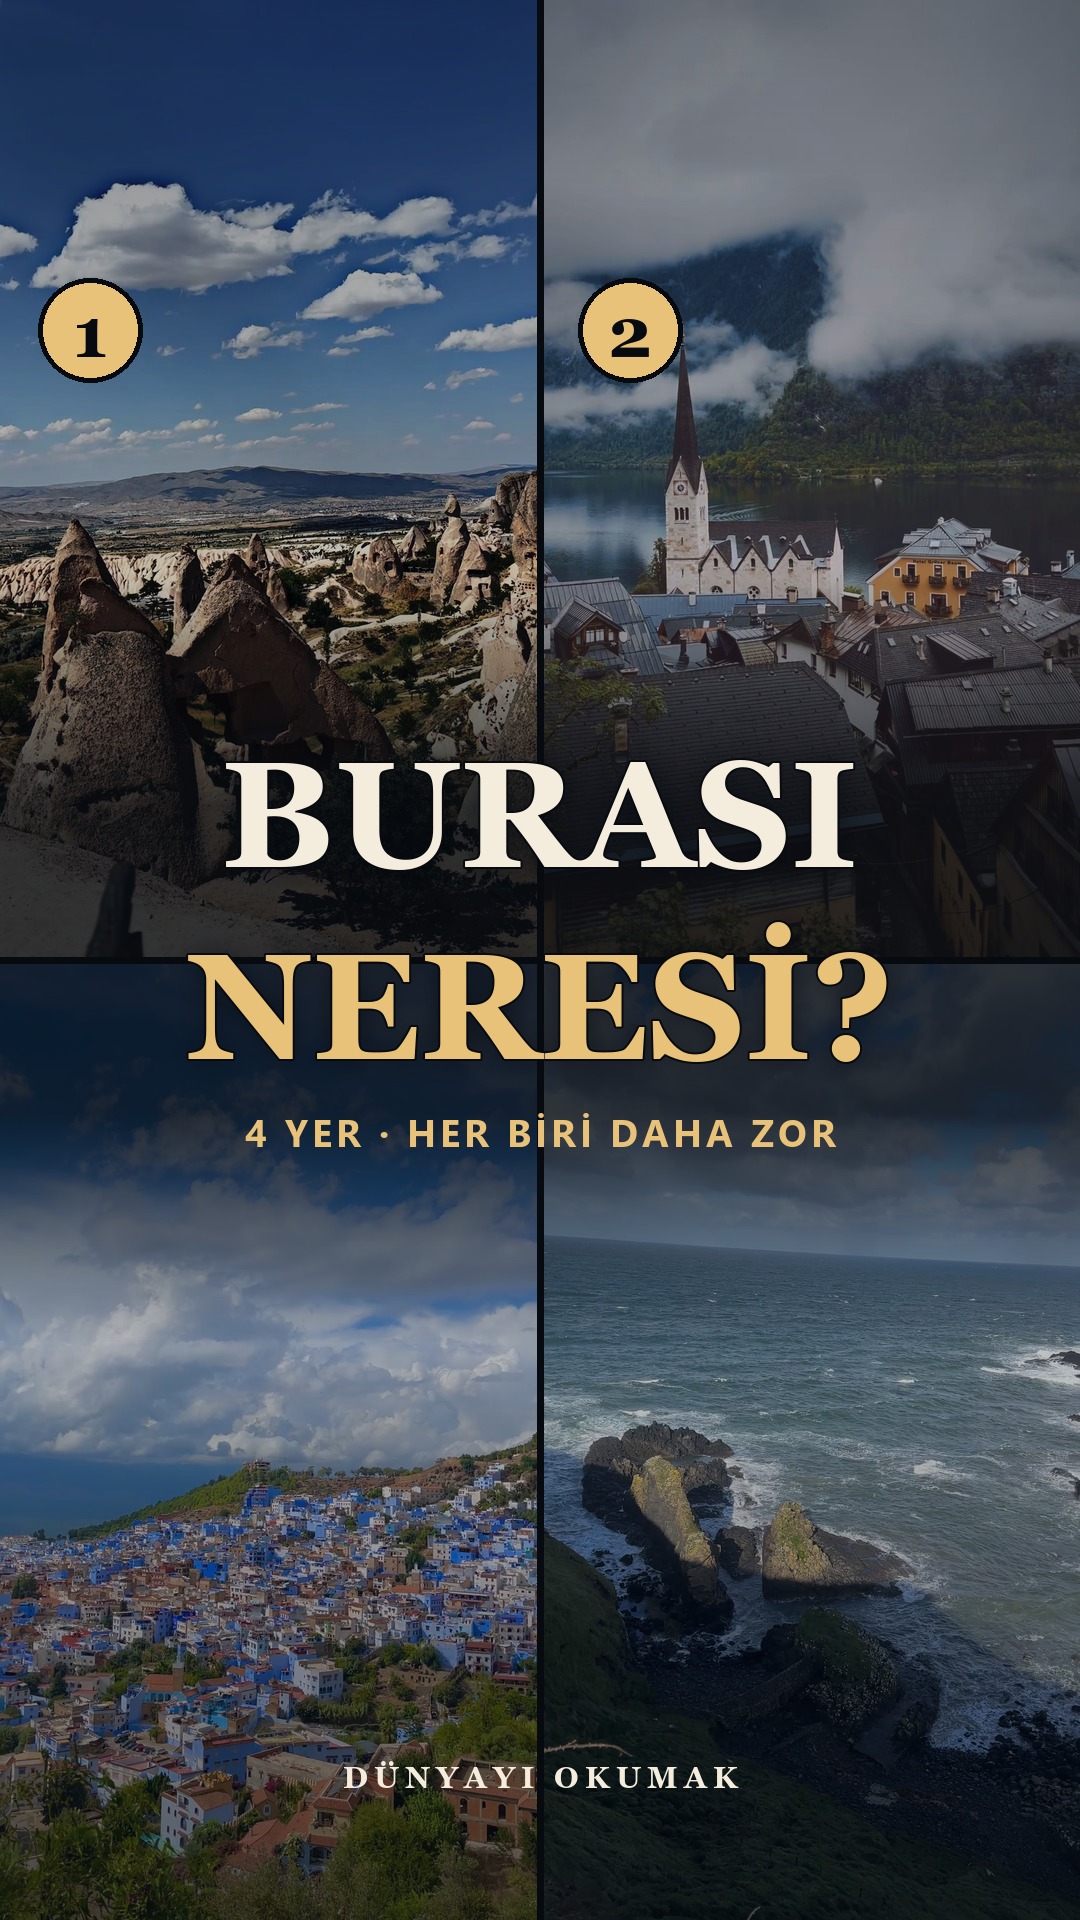 1
2
BURASI
NERESİ?
4 YER · HER BİRİ DAHA ZOR
DÜNYAYI OKUMAK